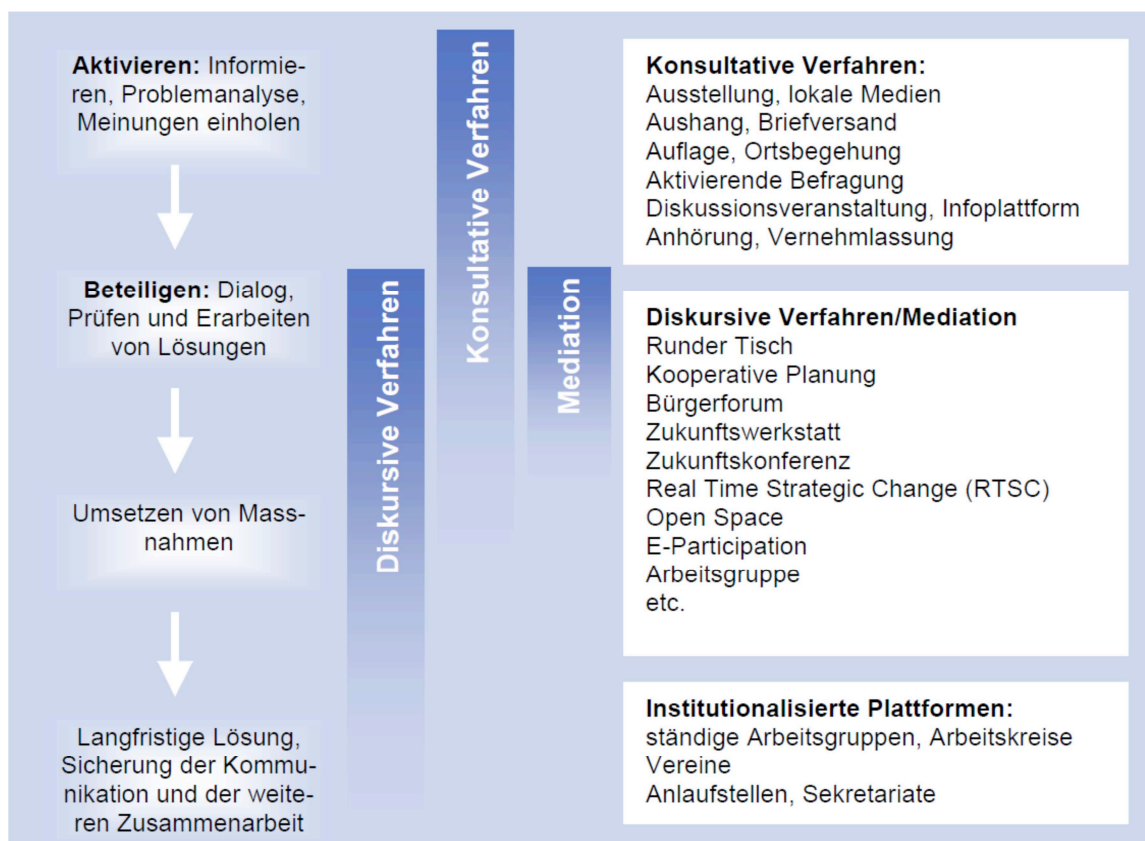 Aktivieren: Informie-
ren, Problemanalyse,
Meinungen einholen
Beteiligen: Dialog,
Prüfen und Erarbeiten
von Lösungen
Umsetzen von Mass-
nahmen
Langfristige Lösung,
Sicherung der Kommu-
nikation und der weite-
ren Zusammenarbeit
Diskursive Verfahren
Konsultative Verfahren
Mediation
Konsultative Verfahren:
Ausstellung, lokale Medien
Aushang, Briefversand
Auflage, Ortsbegehung
Aktivierende Befragung
Diskussionsveranstaltung, Infoplattform
Anhörung, Vernehmlassung
Diskursive Verfahren/Mediation
Runder Tisch
Kooperative Planung
Bürgerforum
Zukunftswerkstatt
Zukunftskonferenz
Real Time Strategic Change (RTSC)
Open Space
E-Participation
Arbeitsgruppe
etc.
Institutionalisierte Plattformen:
ständige Arbeitsgruppen, Arbeitskreise
Vereine
Anlaufstellen, Sekretariate